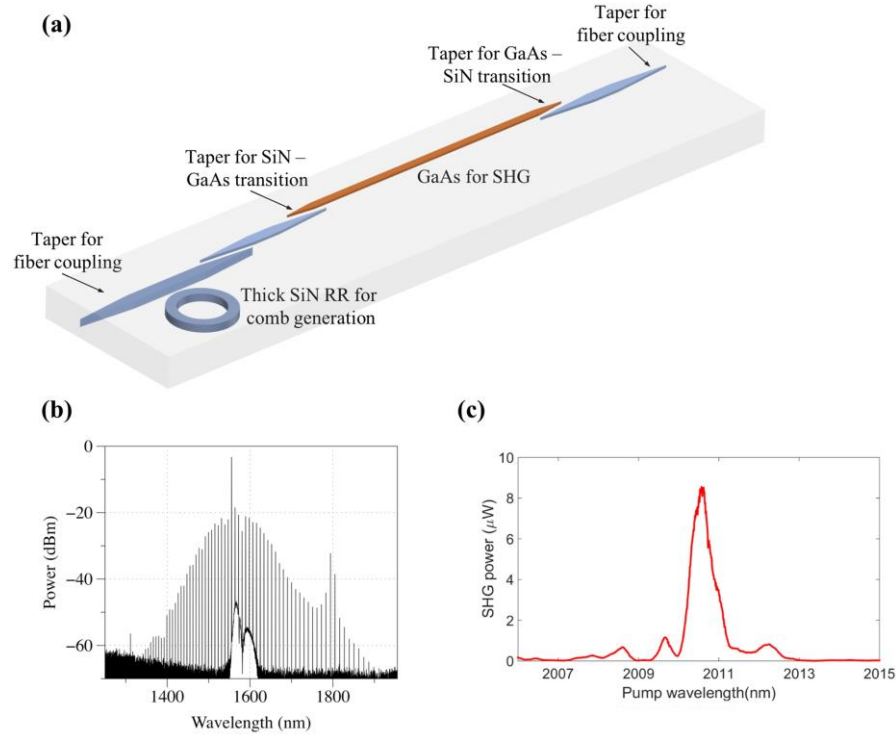 (a)
Taper for
fiber coupling
Taper for GaAs –
SiN transition
Taper for SiN –
GaAs transition
GaAs for SHG
Taper for
fiber coupling
Thick SiN RR for
comb generation
(b)
0
−20
−40
−60
Power (dBm)
1400
1600
1800
Wavelength (nm)
(c)
10
8
6
4
2
0
SHG power (μW)
2007
2009
2011
2013
2015
Pump wavelength(nm)